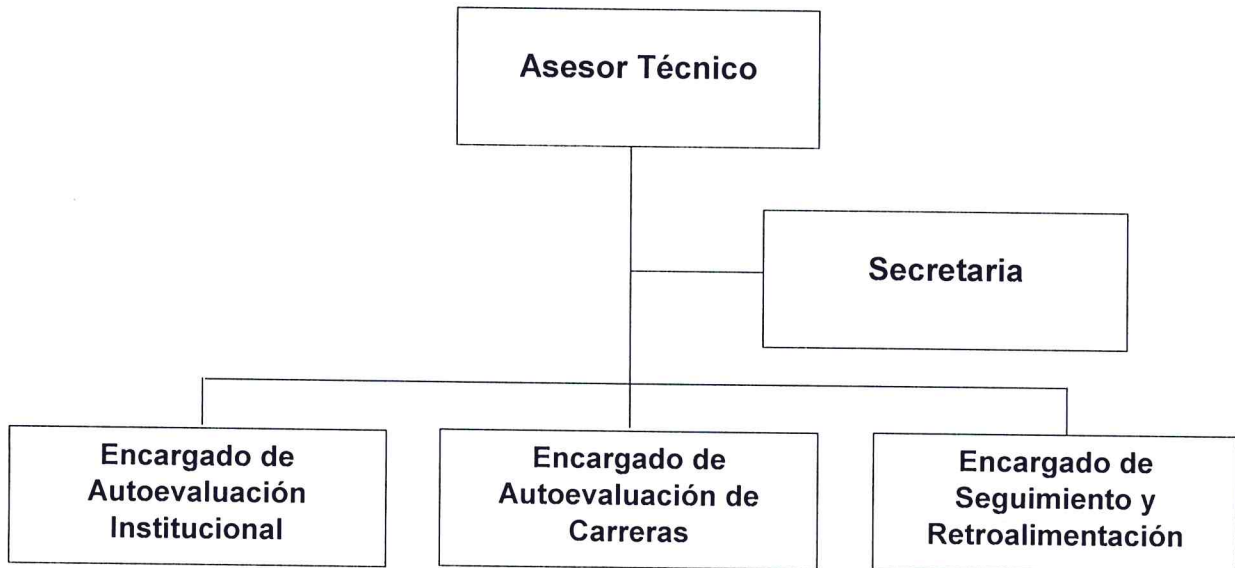 Asesor Técnico
Secretaria
Encargado de
Autoevaluación
Institucional
Encargado de
Autoevaluación de
Carreras
Encargado de
Seguimiento y
Retroalimentación